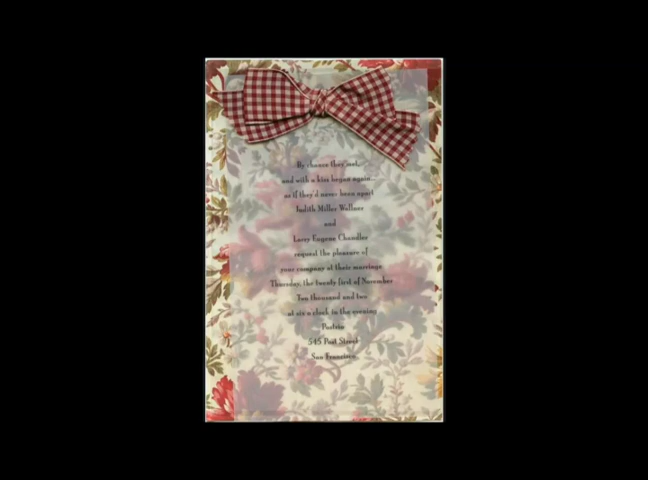 By chance they met,
and with a kiss began again...
as if they'd never been apart
Judith Miller Wallner
and
Larry Eugene Chandler
request the pleasure of
your company at their marriage
Thursday, the twenty first of November
Two thousand and two
at six o'clock in the evening
Postrio
545 Post Street
San Francisco